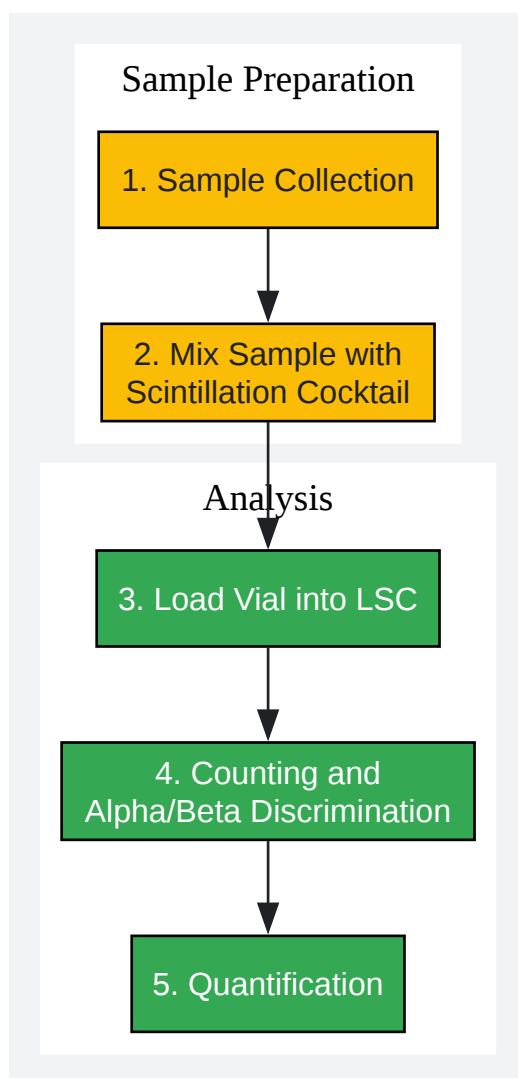 Sample Preparation
1. Sample Collection
2. Mix Sample with
Scintillation Cocktail
Analysis
3. Load Vial into LSC
4. Counting and
Alpha/Beta Discrimination
5. Quantification